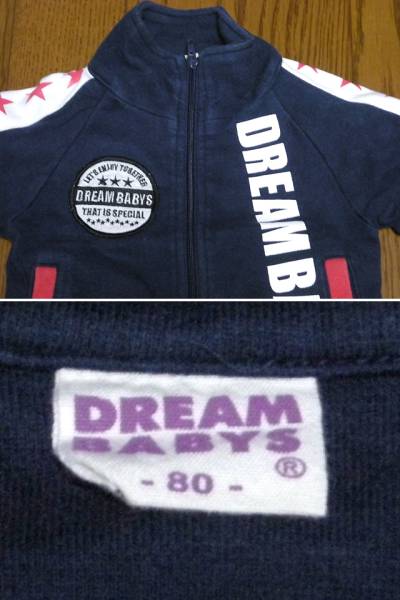 LET'S ENJOY TOGETHER
DREAM BABYS
THAT IS SPECIAL
DREAM B
DREAM
BABYS
- 80 -
®